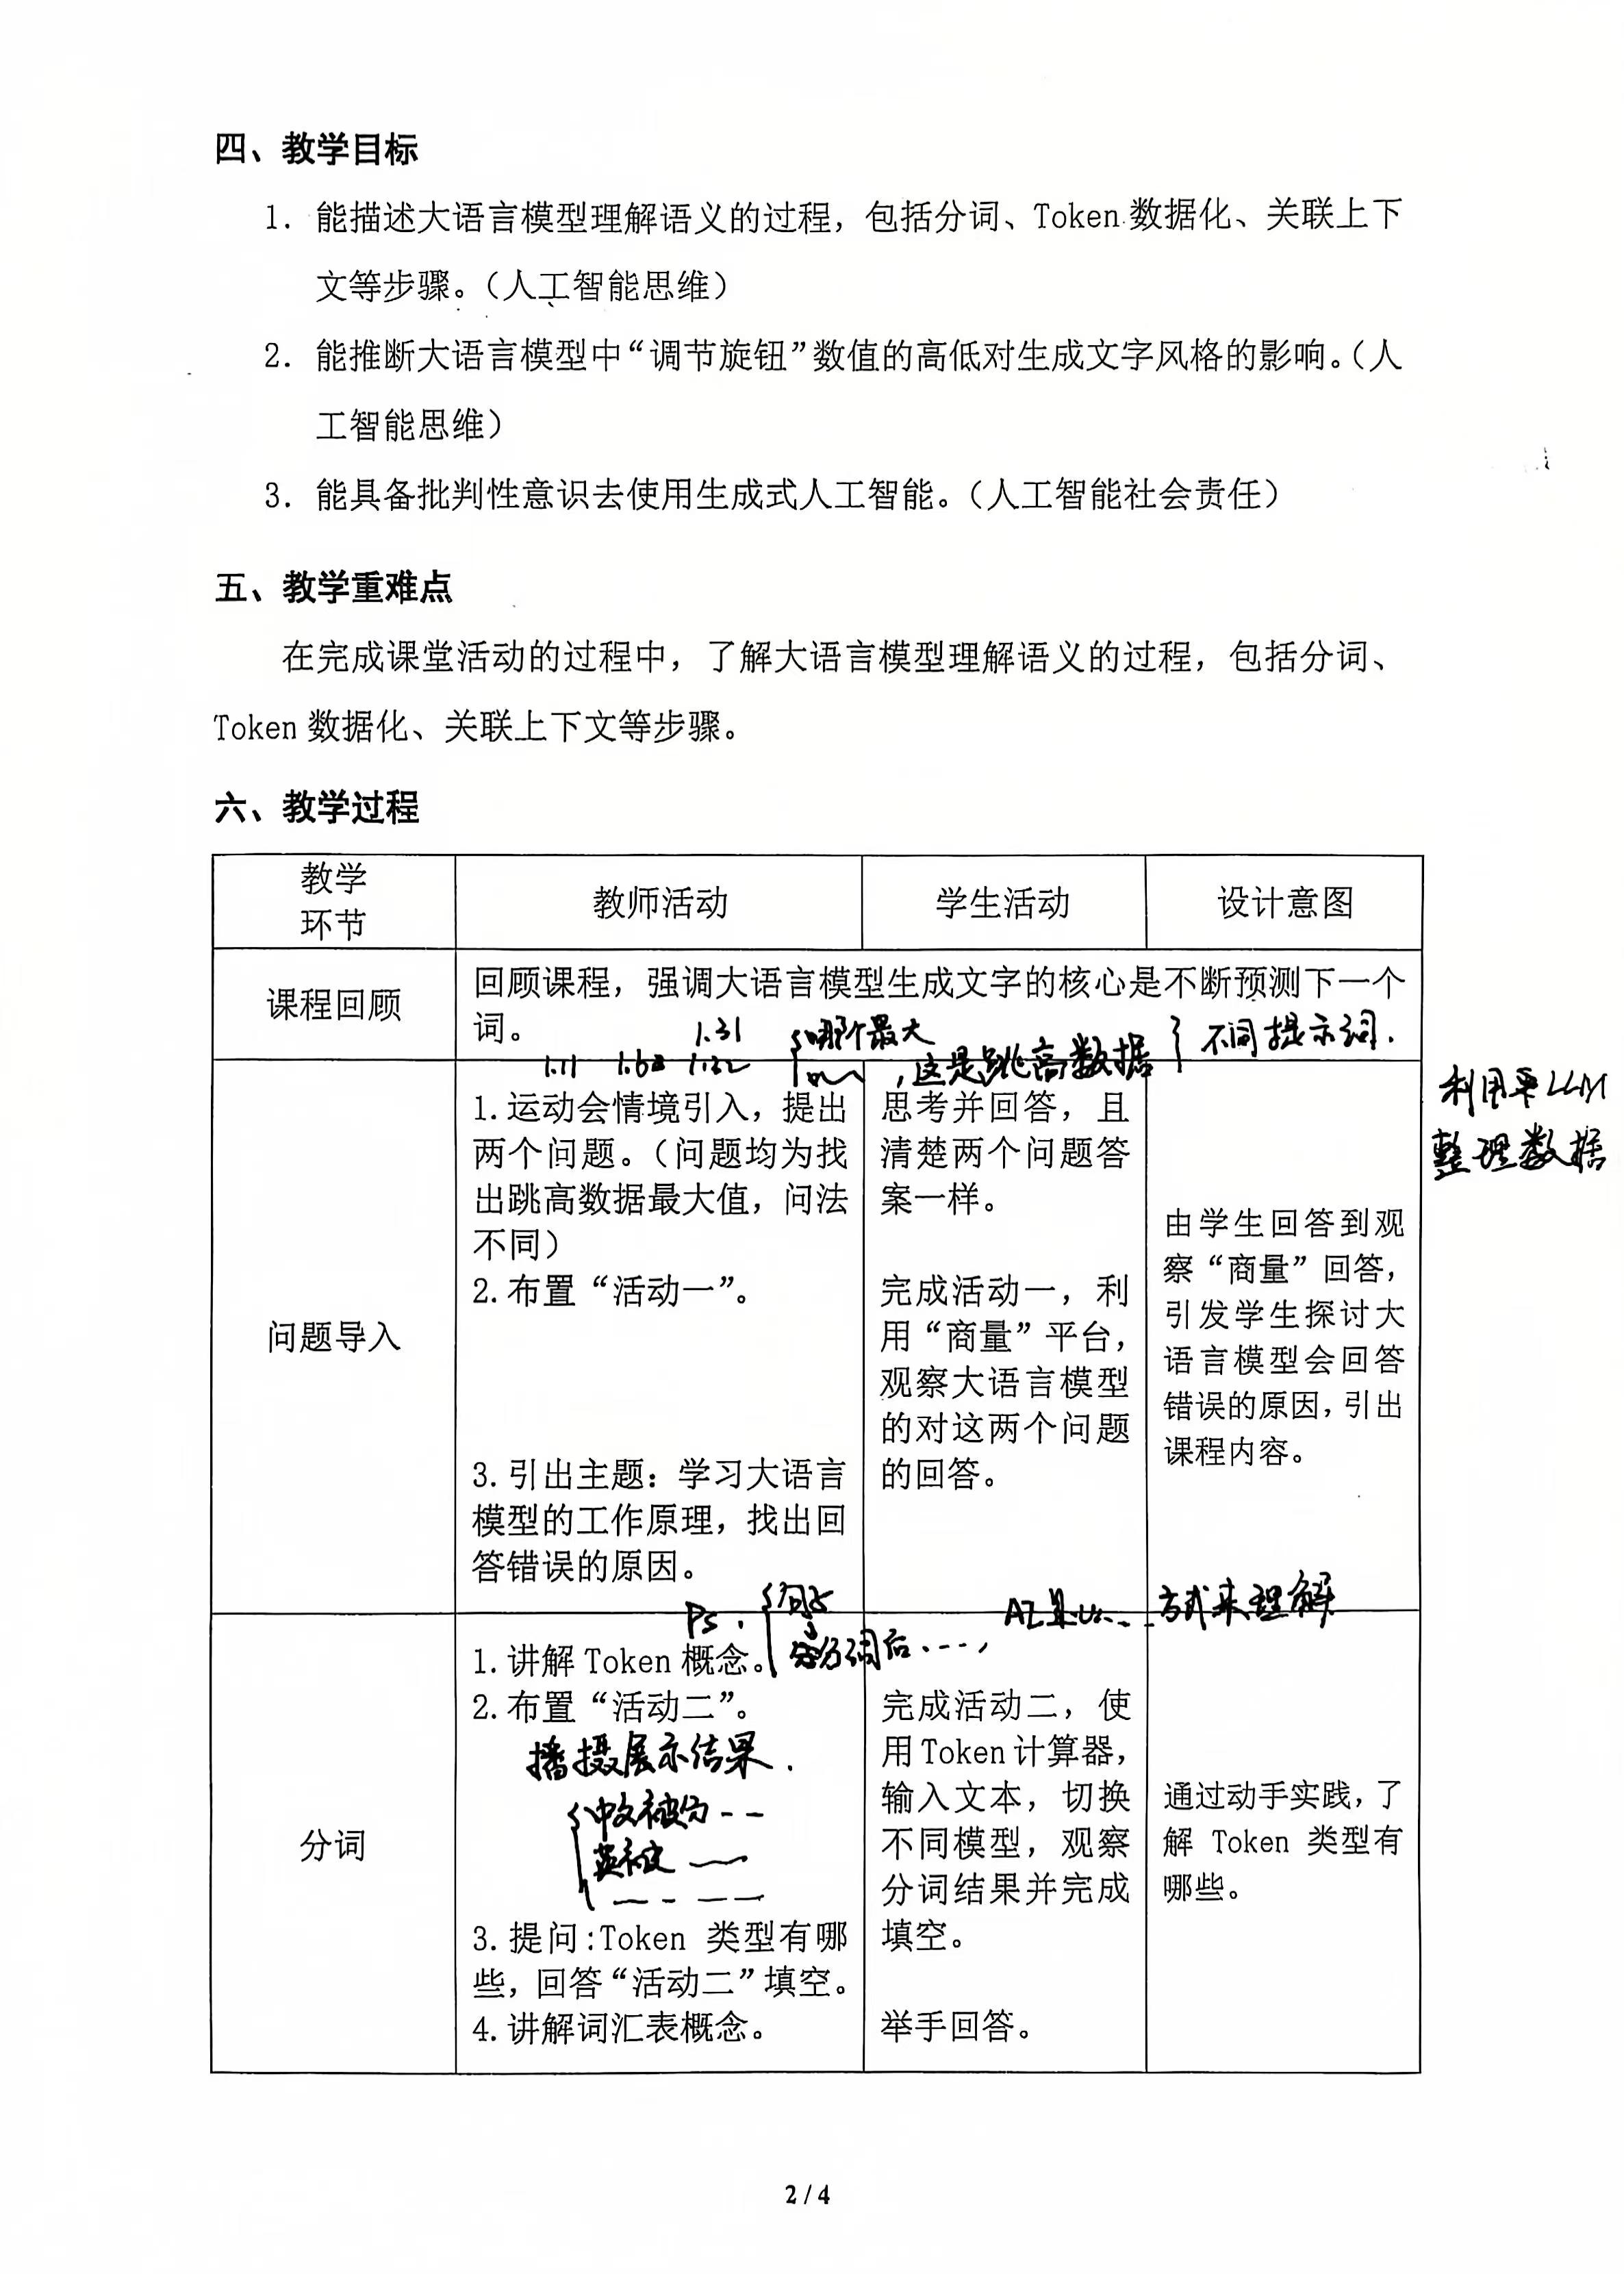 四、教学目标
1. 能描述大语言模型理解语义的过程，包括分词、Token 数据化、关联上下
文等步骤。（人工智能思维）
2. 能推断大语言模型中“调节旋钮”数值的高低对生成文字风格的影响。（人
工智能思维）
3. 能具备批判性意识去使用生成式人工智能。（人工智能社会责任）
五、教学重难点
在完成课堂活动的过程中，了解大语言模型理解语义的过程，包括分词、
Token 数据化、关联上下文等步骤。
六、教学过程
教学
环节
教师活动
学生活动
设计意图
课程回顾
回顾课程，强调大语言模型生成文字的核心是不断预测下一个
词。
1.31
哪个最大
不同提示词.
1.11
，这是跳高数据
利用 LLM
整理数据
问题导入
1.运动会情境引入，提出
两个问题。（问题均为找
出跳高数据最大值，问法
不同）
2.布置“活动一”。
3.引出主题：学习大语言
模型的工作原理，找出回
答错误的原因。
思考并回答，且
清楚两个问题答
案一样。
完成活动一，利
用“商量”平台，
观察大语言模型
的对这两个问题
的回答。
由学生回答到观
察“商量”回答，
引发学生探讨大
语言模型会回答
错误的原因，引出
课程内容。
Ps.
方式来理解
分词后...，
分词
1.讲解 Token 概念。
2.布置“活动二”。
播摄展示结果.
中文被分--
3.提问:Token 类型有哪
些，回答“活动二”填空。
4.讲解词汇表概念。
完成活动二，使
用 Token 计算器，
输入文本，切换
不同模型，观察
分词结果并完成
填空。
举手回答。
通过动手实践，了
解 Token 类型有
哪些。
2 / 4